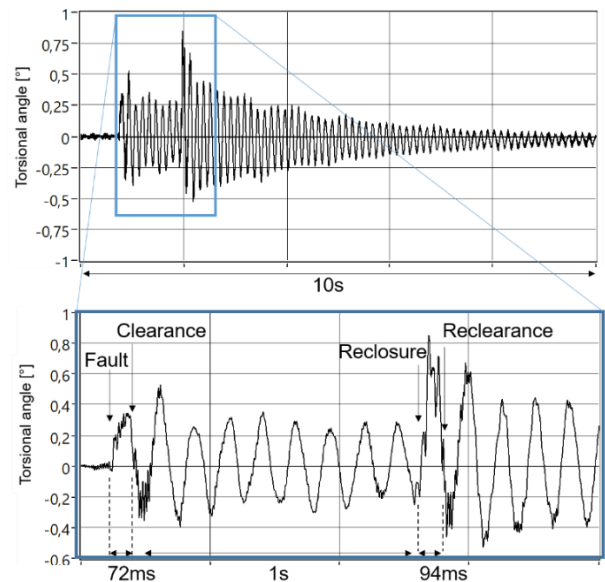 1
0,75
0,5
0,25
0
-0,25
-0,5
-0,75
-1
Torsional angle [°]
10s
1
0,8
0,6
0,4
0,2
0
-0,2
-0,4
-0.6
Torsional angle [°]
Clearance
Fault
Reclosure
Reclearance
72ms
1s
94ms